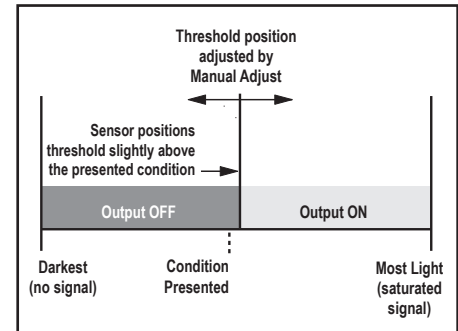 Threshold position
adjusted by
Manual Adjust
Sensor positions
threshold slightly above
the presented condition
Output OFF
Output ON
Darkest
(no signal)
Condition
Presented
Most Light
(saturated
signal)